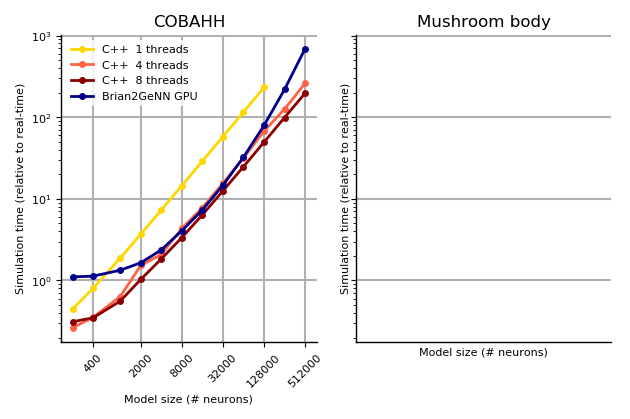 COBAHH
Mushroom body
Simulation time (relative to real-time)
10³
10²
10¹
10⁰
C++ 1 threads
C++ 4 threads
C++ 8 threads
Brian2GeNN GPU
400
2000
8000
32000
128000
512000
Model size (# neurons)
Simulation time (relative to real-time)
Model size (# neurons)